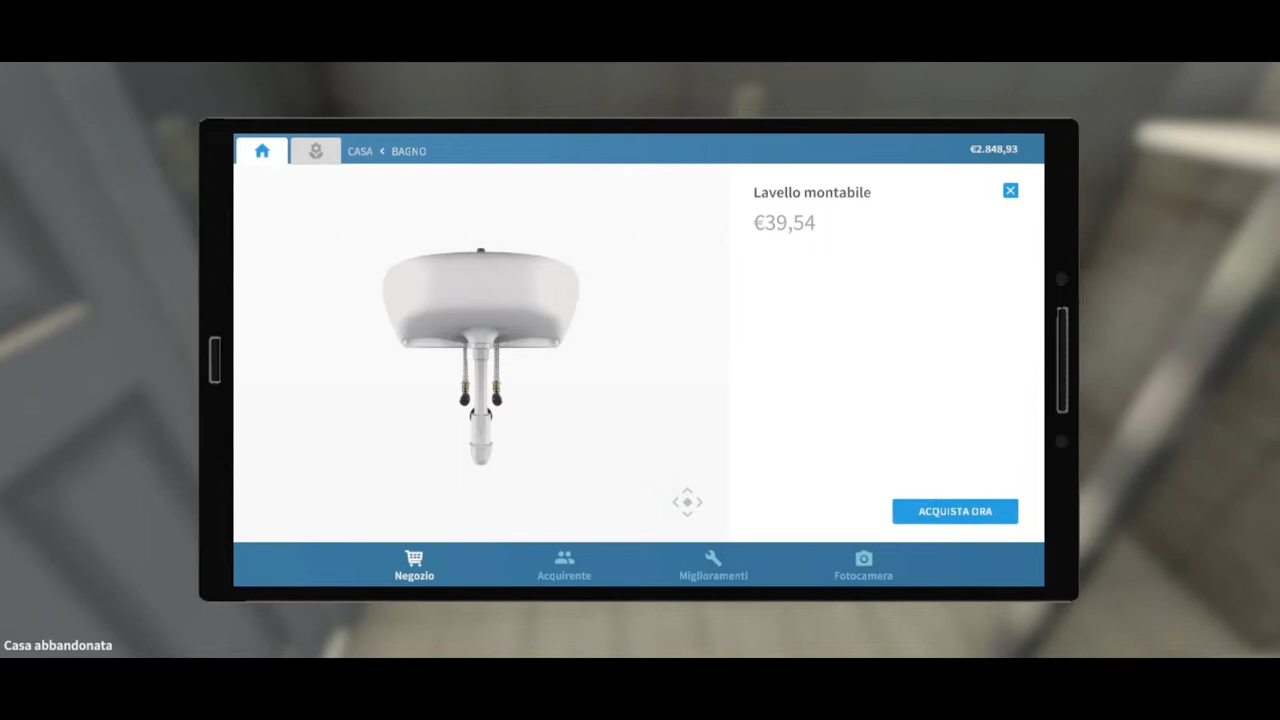 CASA < BAGNO
€2.848,93
Lavello montabile
€39,54
ACQUISTA ORA
Negozio
Acquirente
Miglioramenti
Fotocamera
Casa abbandonata